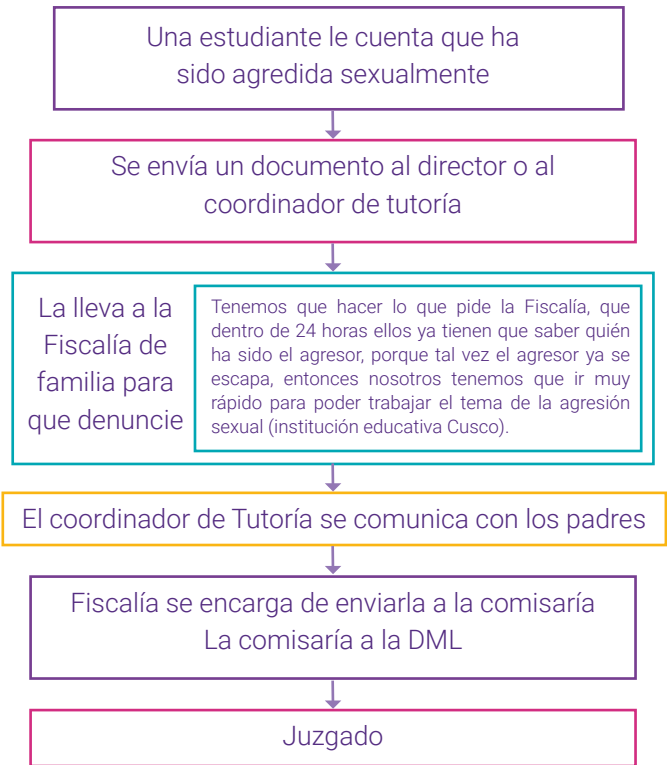 Una estudiante le cuenta que ha
sido agredida sexualmente
Se envía un documento al director o al
coordinador de tutoría
La lleva a la
Fiscalía de
familia para
que denuncie
Tenemos que hacer lo que pide la Fiscalía, que
dentro de 24 horas ellos ya tienen que saber quién
ha sido el agresor, porque tal vez el agresor ya se
escapa, entonces nosotros tenemos que ir muy
rápido para poder trabajar el tema de la agresión
sexual (institución educativa Cusco).
El coordinador de Tutoría se comunica con los padres
Fiscalía se encarga de enviarla a la comisaría
La comisaría a la DML
Juzgado